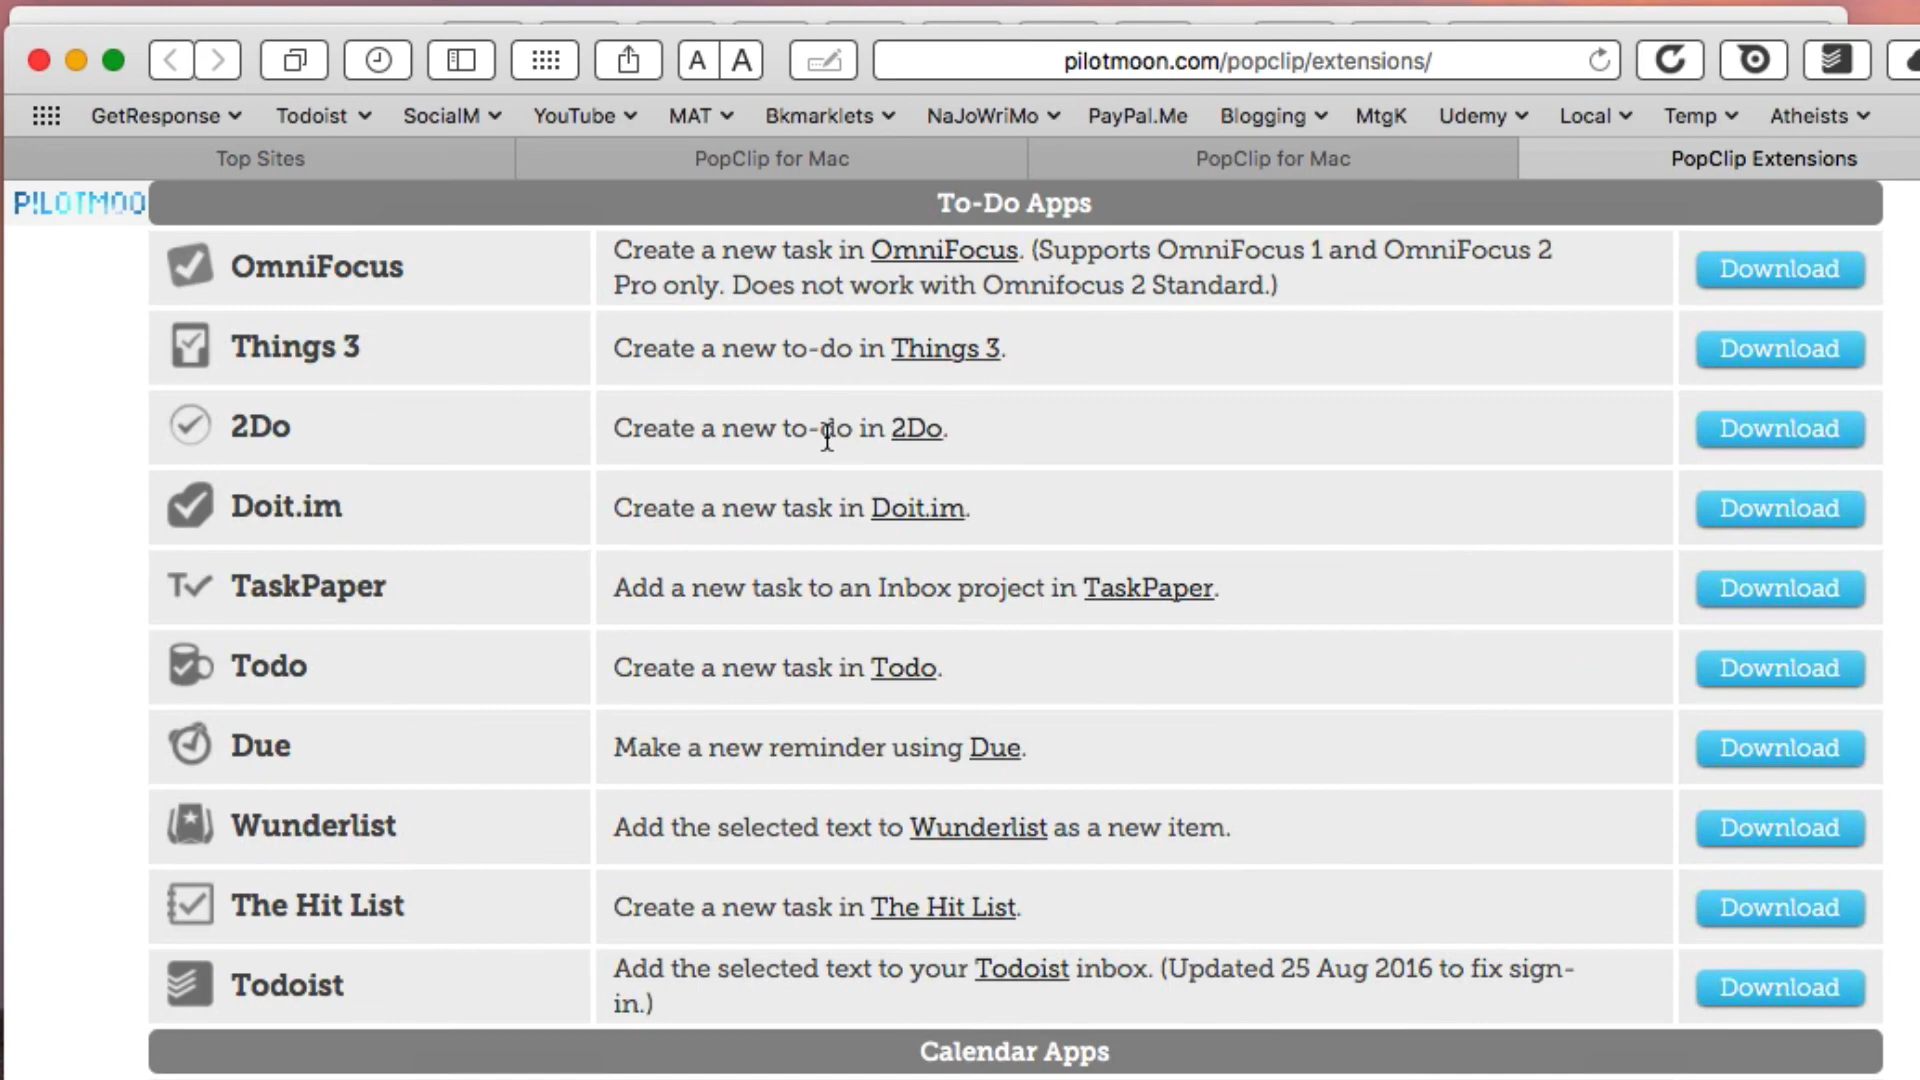 A A
pilotmoon.com/popclip/extensions/
GetResponse Todoist SocialM YouTube MAT Bkmarklets NaJoWriMo PayPal.Me Blogging MtgK Udemy Local Temp Atheists
Top Sites PopClip for Mac PopClip for Mac PopClip Extensions
P!LOTMOO
To-Do Apps
OmniFocus
Create a new task in OmniFocus. (Supports OmniFocus 1 and OmniFocus 2
Pro only. Does not work with Omnifocus 2 Standard.)
Download
Things 3
Create a new to-do in Things 3.
Download
2Do
Create a new to-do in 2Do.
Download
Doit.im
Create a new task in Doit.im.
Download
TaskPaper
Add a new task to an Inbox project in TaskPaper.
Download
Todo
Create a new task in Todo.
Download
Due
Make a new reminder using Due.
Download
Wunderlist
Add the selected text to Wunderlist as a new item.
Download
The Hit List
Create a new task in The Hit List.
Download
Todoist
Add the selected text to your Todoist inbox. (Updated 25 Aug 2016 to fix sign-
in.)
Download
Calendar Apps